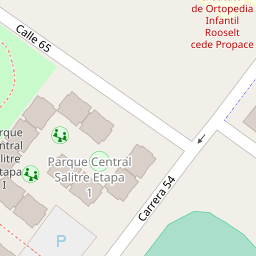 de Ortopedia
Infantil
Rooselt
cede Propace
Calle 65
Parque
Central
Salitre
Etapa
I
Parque Central
Salitre Etapa
1
Carrera 54
P